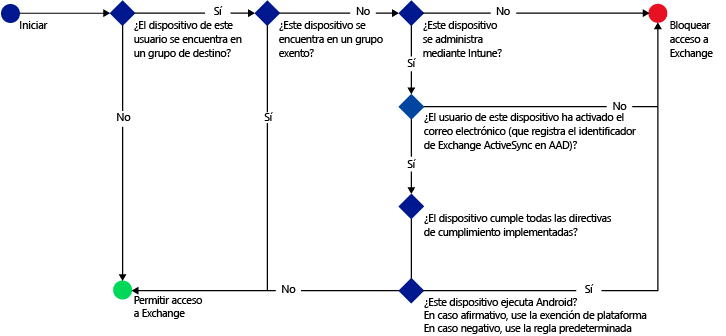 Iniciar
¿El dispositivo de este
usuario se encuentra en
un grupo de destino?
Sí
¿Este dispositivo se
encuentra en un grupo
exento?
No
¿Este dispositivo
se administra
mediante Intune?
No
Bloquear
acceso a
Exchange
Sí
No
Sí
¿El usuario de este dispositivo ha activado el
correo electrónico (que registra el identificador
de Exchange ActiveSync en AAD)?
No
Sí
¿El dispositivo cumple todas las directivas
de cumplimiento implementadas?
Permitir acceso
a Exchange
No
Sí
¿Este dispositivo ejecuta Android?
En caso afirmativo, use la exención de plataforma
En caso negativo, use la regla predeterminada